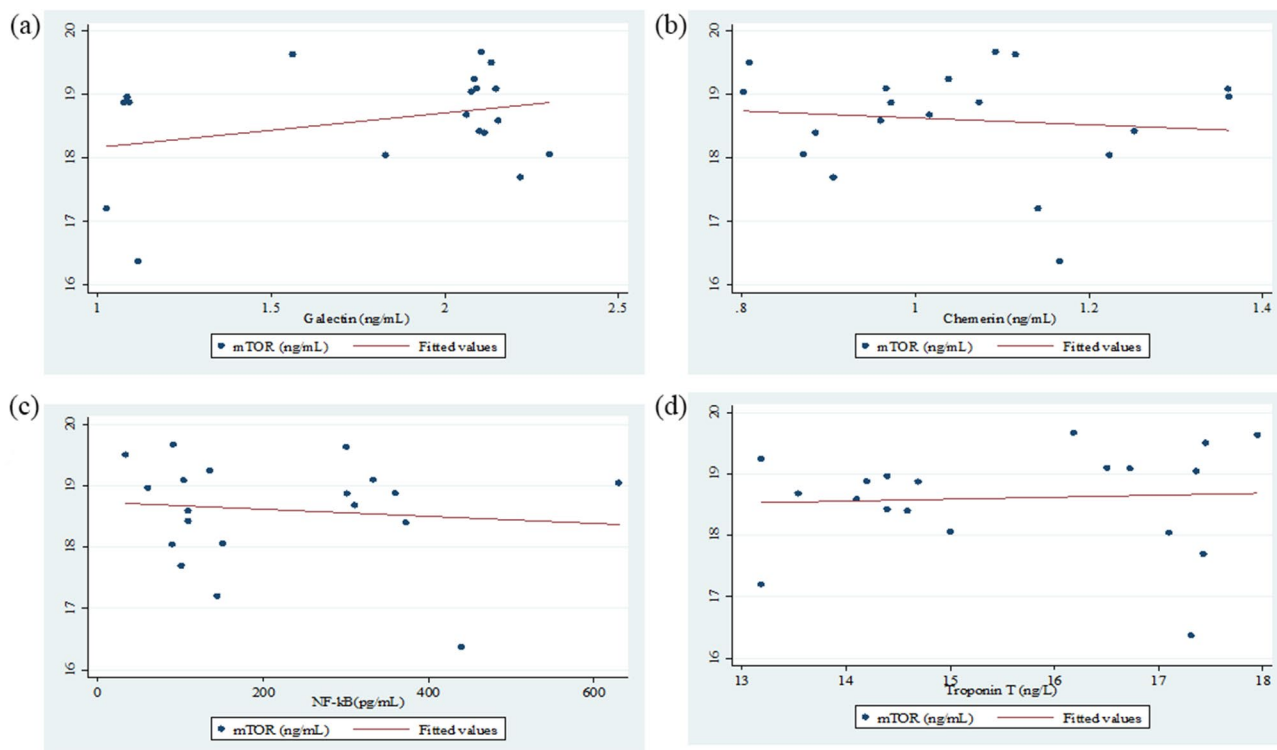 (a)
20
19
18
17
16
1 1.5 2 2.5
Galectin (ng/mL)
mTOR (ng/mL) Fitted values
(b)
20
19
18
17
16
.8 1 1.2 1.4
Chemerin (ng/mL)
mTOR (ng/mL) Fitted values
(c)
20
19
18
17
16
0 200 400 600
NF-kB(pg/mL)
mTOR (ng/mL) Fitted values
(d)
20
19
18
17
16
13 14 15 16 17 18
Troponin T (ng/L)
mTOR (ng/mL) Fitted values